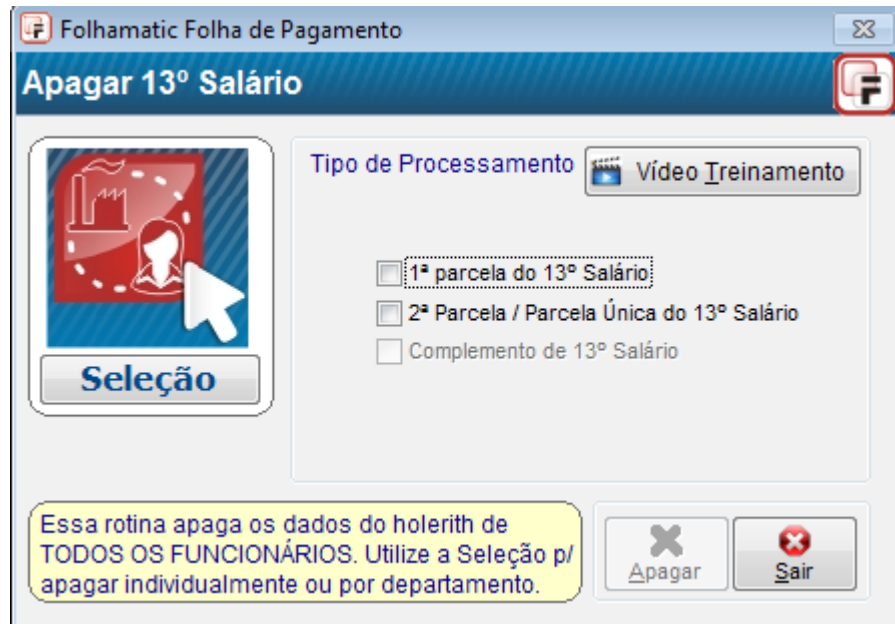 Folhamatic Folha de Pagamento
Apagar 13º Salário
Tipo de Processamento
Vídeo Treinamento
1ª parcela do 13º Salário
2ª Parcela / Parcela Única do 13º Salário
Complemento de 13º Salário
Seleção
Essa rotina apaga os dados do holerith de
TODOS OS FUNCIONÁRIOS. Utilize a Seleção p/
apagar individualmente ou por departamento.
Apagar
Sair